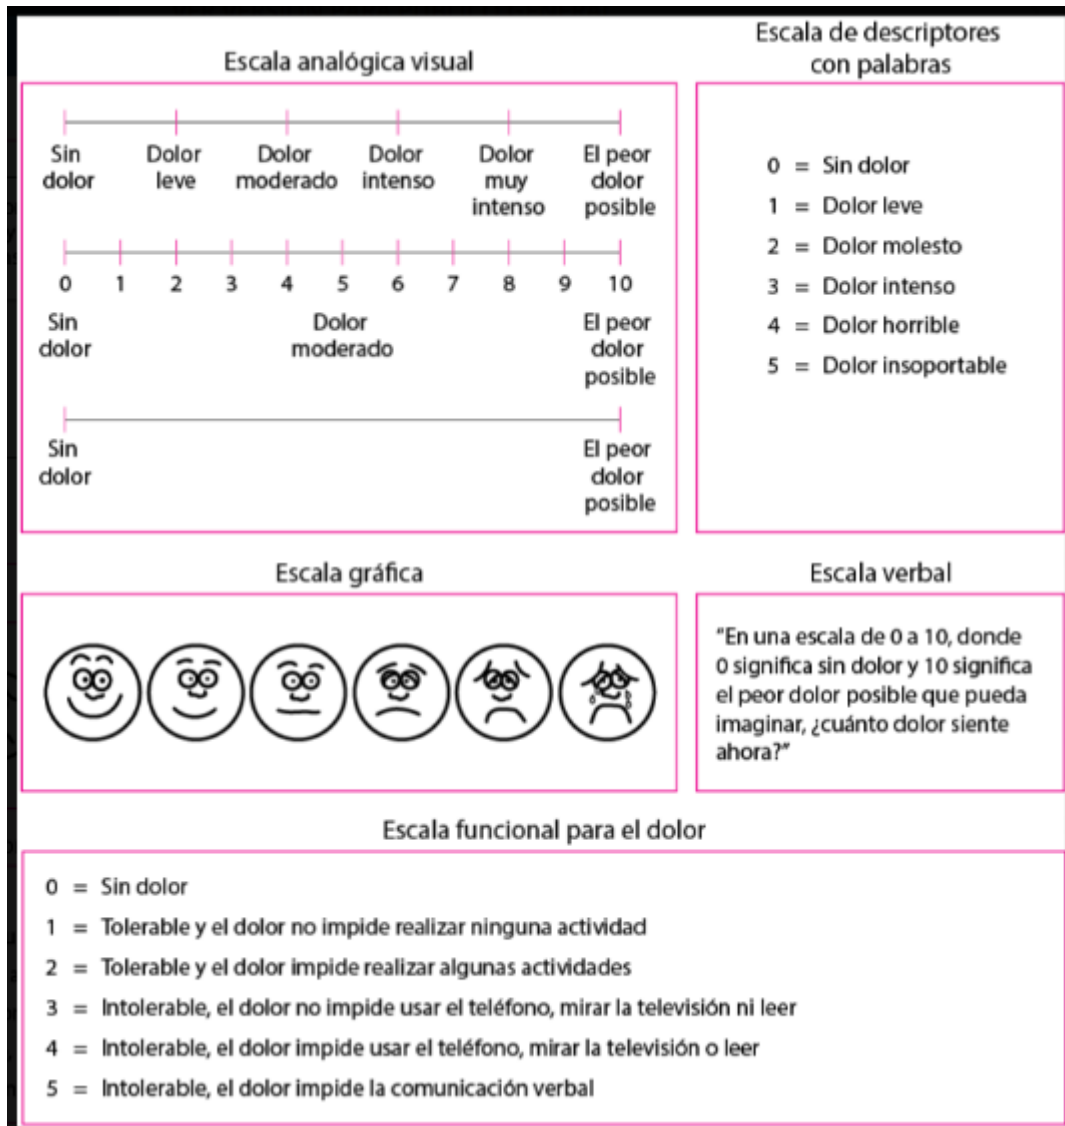 Escala analógica visual
Sin dolor
Dolor leve
Dolor moderado
Dolor intenso
Dolor muy intenso
El peor dolor posible
0 1 2 3 4 5 6 7 8 9 10
Sin dolor
Dolor moderado
El peor dolor posible
Sin dolor
El peor dolor posible
Escala de descriptores
con palabras
0 = Sin dolor
1 = Dolor leve
2 = Dolor molesto
3 = Dolor intenso
4 = Dolor horrible
5 = Dolor insoportable
Escala gráfica
Escala verbal
“En una escala de 0 a 10, donde
0 significa sin dolor y 10 significa
el peor dolor posible que pueda
imaginar, ¿cuánto dolor siente
ahora?”
Escala funcional para el dolor
0 = Sin dolor
1 = Tolerable y el dolor no impide realizar ninguna actividad
2 = Tolerable y el dolor impide realizar algunas actividades
3 = Intolerable, el dolor no impide usar el teléfono, mirar la televisión ni leer
4 = Intolerable, el dolor impide usar el teléfono, mirar la televisión o leer
5 = Intolerable, el dolor impide la comunicación verbal